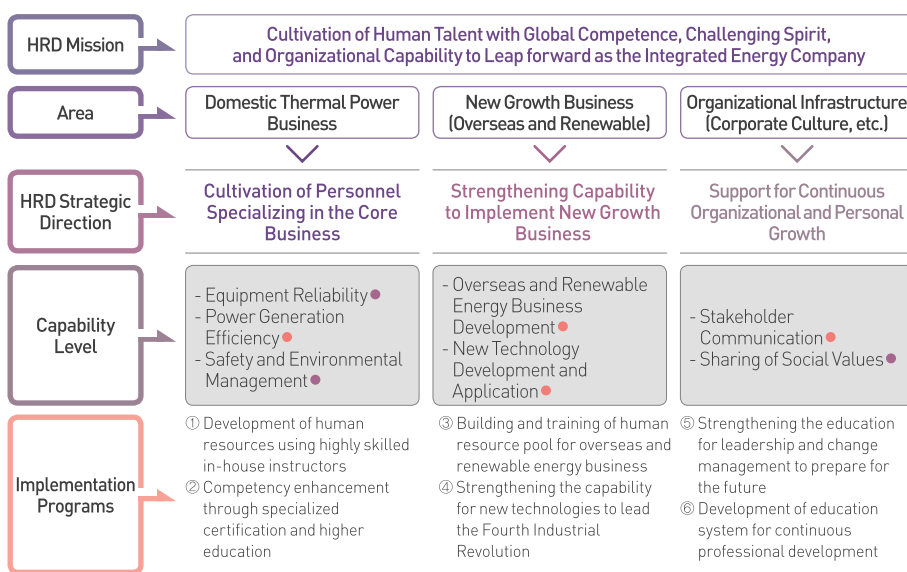 HRD Mission
Cultivation of Human Talent with Global Competence, Challenging Spirit,
and Organizational Capability to Leap forward as the Integrated Energy Company
Area
Domestic Thermal Power
Business
New Growth Business
(Overseas and Renewable)
Organizational Infrastructure
(Corporate Culture, etc.)
HRD Strategic
Direction
Cultivation of Personnel
Specializing in the Core
Business
Strengthening Capability
to Implement New Growth
Business
Support for Continuous
Organizational and Personal
Growth
Capability
Level
- Equipment Reliability
- Power Generation
Efficiency
- Safety and Environmental
Management
- Overseas and Renewable
Energy Business
Development
- New Technology
Development and
Application
- Stakeholder
Communication
- Sharing of Social Values
Implementation
Programs
① Development of human
resources using highly skilled
in-house instructors
② Competency enhancement
through specialized
certification and higher
education
③ Building and training of human
resource pool for overseas and
renewable energy business
④ Strengthening the capability
for new technologies to lead
the Fourth Industrial
Revolution
⑤ Strengthening the education
for leadership and change
management to prepare for
the future
⑥ Development of education
system for continuous
professional development